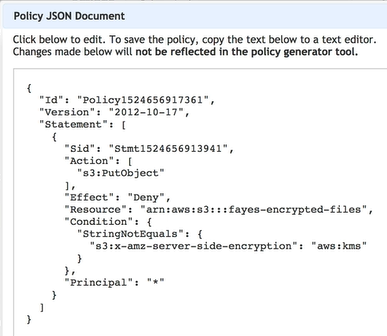 Policy JSON Document
Click below to edit. To save the policy, copy the text below to a text editor.
Changes made below will not be reflected in the policy generator tool.
{
  "Id": "Policy1524656917361",
  "Version": "2012-10-17",
  "Statement": [
    {
      "Sid": "Stmt1524656913941",
      "Action": [
        "s3:PutObject"
      ],
      "Effect": "Deny",
      "Resource": "arn:aws:s3:::fayes-encrypted-files",
      "Condition": {
        "StringNotEquals": {
          "s3:x-amz-server-side-encryption": "aws:kms"
        }
      },
      "Principal": "*"
    }
  ]
}